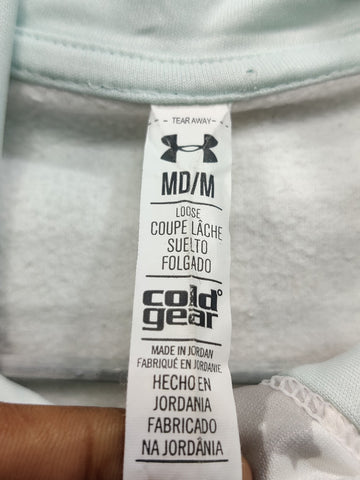 TEAR AWAY
MD/M
LOOSE
COUPE LÂCHE
SUELTO
FOLGADO
cold°
gear
MADE IN JORDAN
FABRIQUÉ EN JORDANIE
HECHO EN
JORDANIA
FABRICADO
NA JORDÂNIA